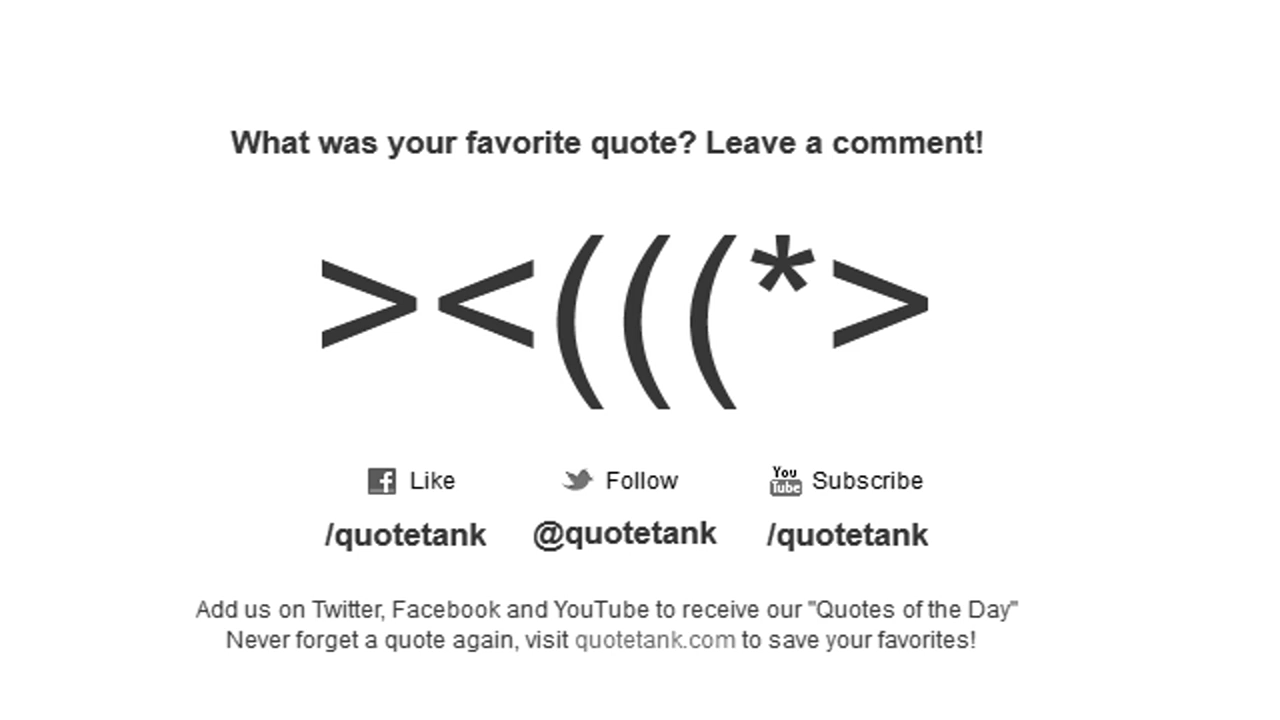 What was your favorite quote? Leave a comment!
><(((*>
f Like Follow You Tube Subscribe
/quotetank @quotetank /quotetank
Add us on Twitter, Facebook and YouTube to receive our "Quotes of the Day"
Never forget a quote again, visit quotetank.com to save your favorites!